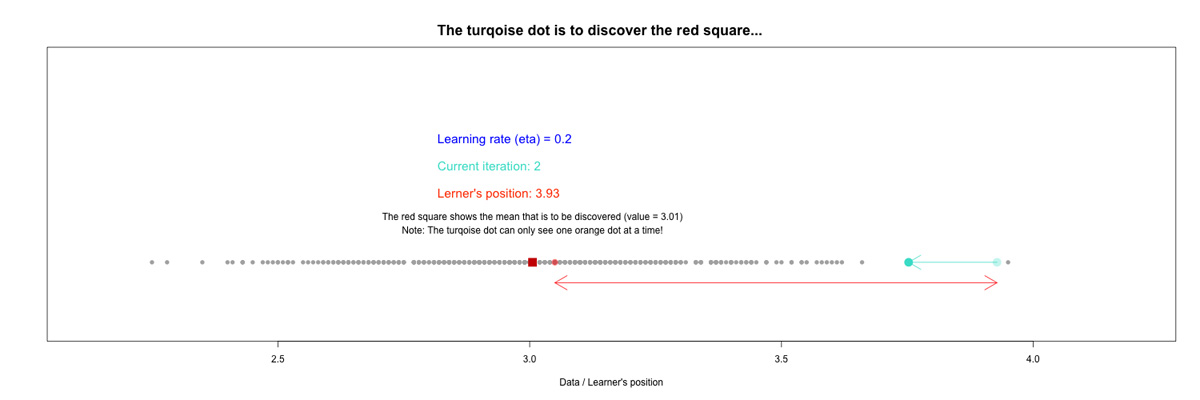 The turqoise dot is to discover the red square...
Learning rate (eta) = 0.2
Current iteration: 2
Lerner's position: 3.93
The red square shows the mean that is to be discovered (value = 3.01)
Note: The turqoise dot can only see one orange dot at a time!
2.5 3.0 3.5 4.0
Data / Learner's position